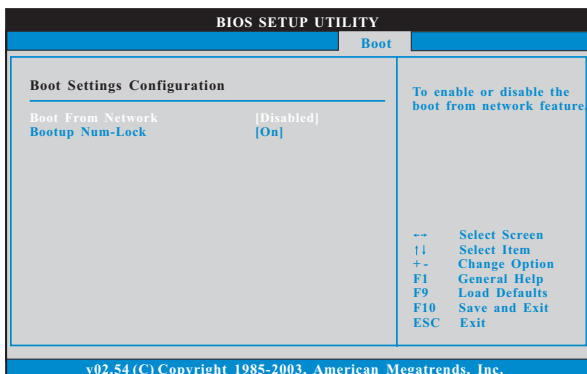 BIOS SETUP UTILITY
Boot
Boot Settings Configuration
Boot From Network [Disabled]
Bootup Num-Lock [On]
To enable or disable the
boot from network feature.
←→ Select Screen
↑↓ Select Item
+ - Change Option
F1 General Help
F9 Load Defaults
F10 Save and Exit
ESC Exit
v02.54 (C) Copyright 1985-2003, American Megatrends, Inc.